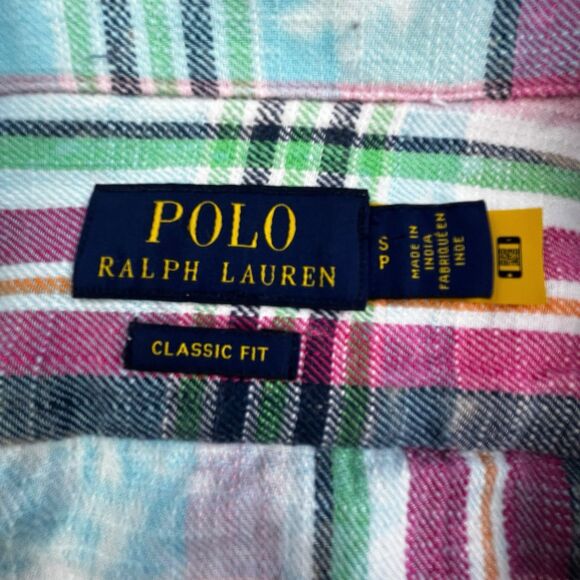 POLO
RALPH LAUREN
S
P
MADE IN
INDIA
FABRIQUÉ EN
INDE
CLASSIC FIT